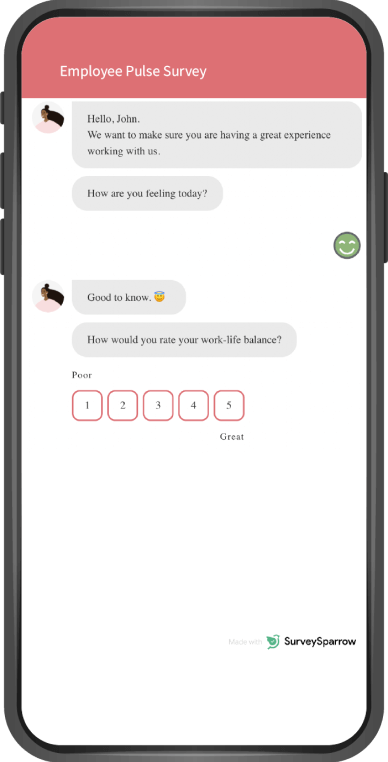 Employee Pulse Survey
Hello, John.
We want to make sure you are having a great experience
working with us.
How are you feeling today?
Good to know. 😇
How would you rate your work-life balance?
Poor
1 2 3 4 5
Great
Made with SurveySparrow